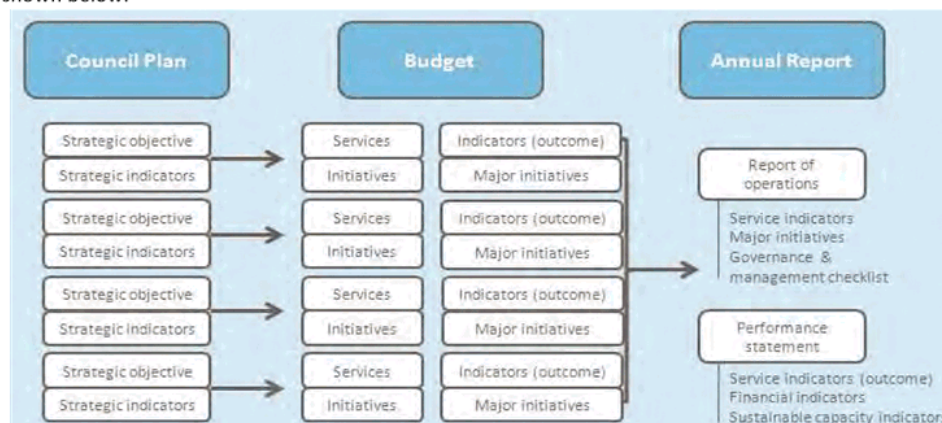 shown below.
Council Plan
Budget
Annual Report
Strategic objective
Strategic indicators
Services
Initiatives
Indicators (outcome)
Major initiatives
Strategic objective
Strategic indicators
Services
Initiatives
Indicators (outcome)
Major initiatives
Strategic objective
Strategic indicators
Services
Initiatives
Indicators (outcome)
Major initiatives
Strategic objective
Strategic indicators
Services
Initiatives
Indicators (outcome)
Major initiatives
Report of
operations
Service indicators
Major initiatives
Governance &
management checklist
Performance
statement
Service indicators (outcome)
Financial indicators
Sustainable capacity indicators